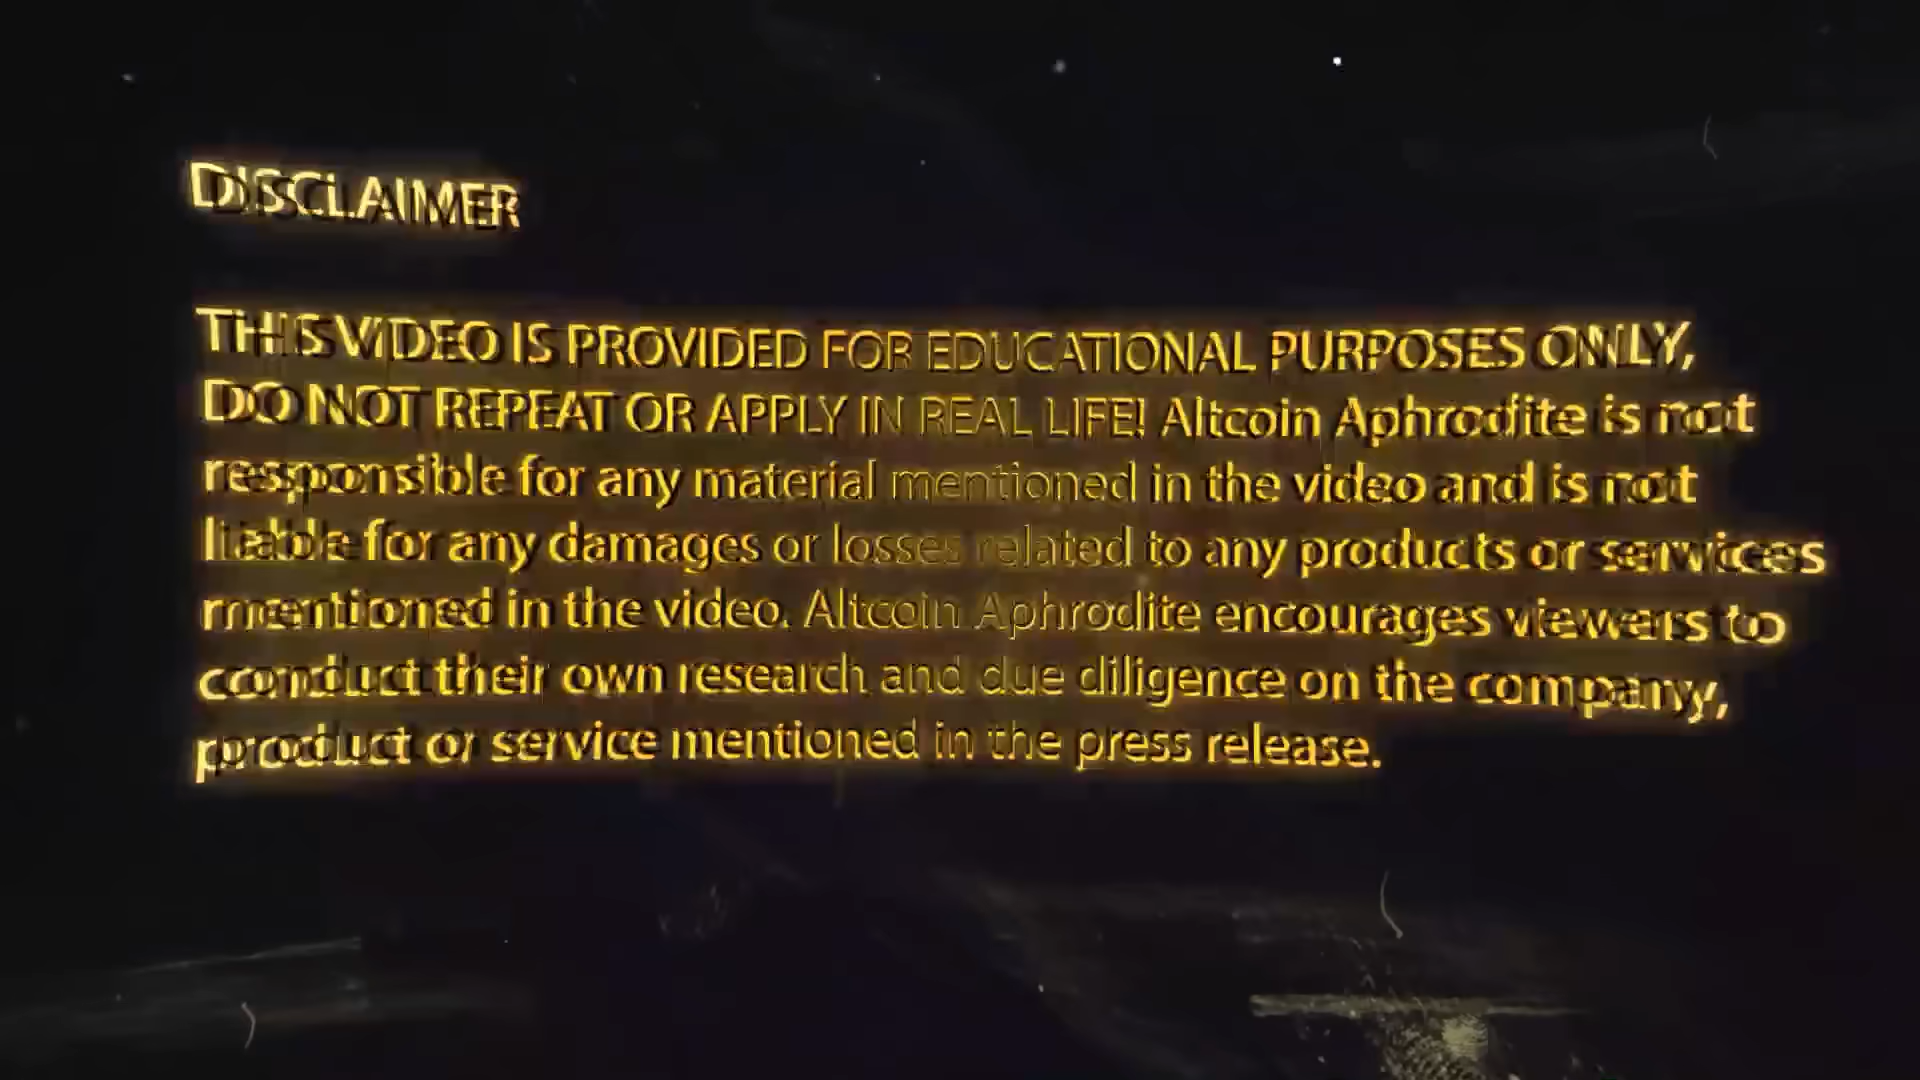 DISCLAIMER
THIS VIDEO IS PROVIDED FOR EDUCATIONAL PURPOSES ONLY,
DO NOT REPEAT OR APPLY IN REAL LIFE! Altcoin Aphrodite is not
responsible for any material mentioned in the video and is not
liable for any damages or losses related to any products or services
mentioned in the video. Altcoin Aphrodite encourages viewers to
conduct their own research and due diligence on the company,
product or service mentioned in the press release.